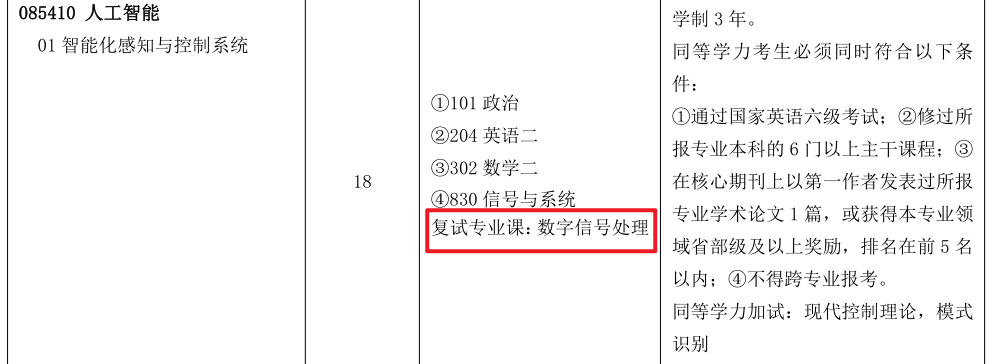 085410 人工智能
01 智能化感知与控制系统
18
①101 政治
②204 英语二
③302 数学二
④830 信号与系统
复试专业课：数字信号处理
学制 3 年。
同等学力考生必须同时符合以下条
件：
①通过国家英语六级考试；②修过所
报专业本科的 6 门以上主干课程；③
在核心期刊上以第一作者发表过所报
专业学术论文 1 篇，或获得本专业领
域省部级及以上奖励，排名在前 5 名
以内；④不得跨专业报考。
同等学力加试：现代控制理论，模式
识别